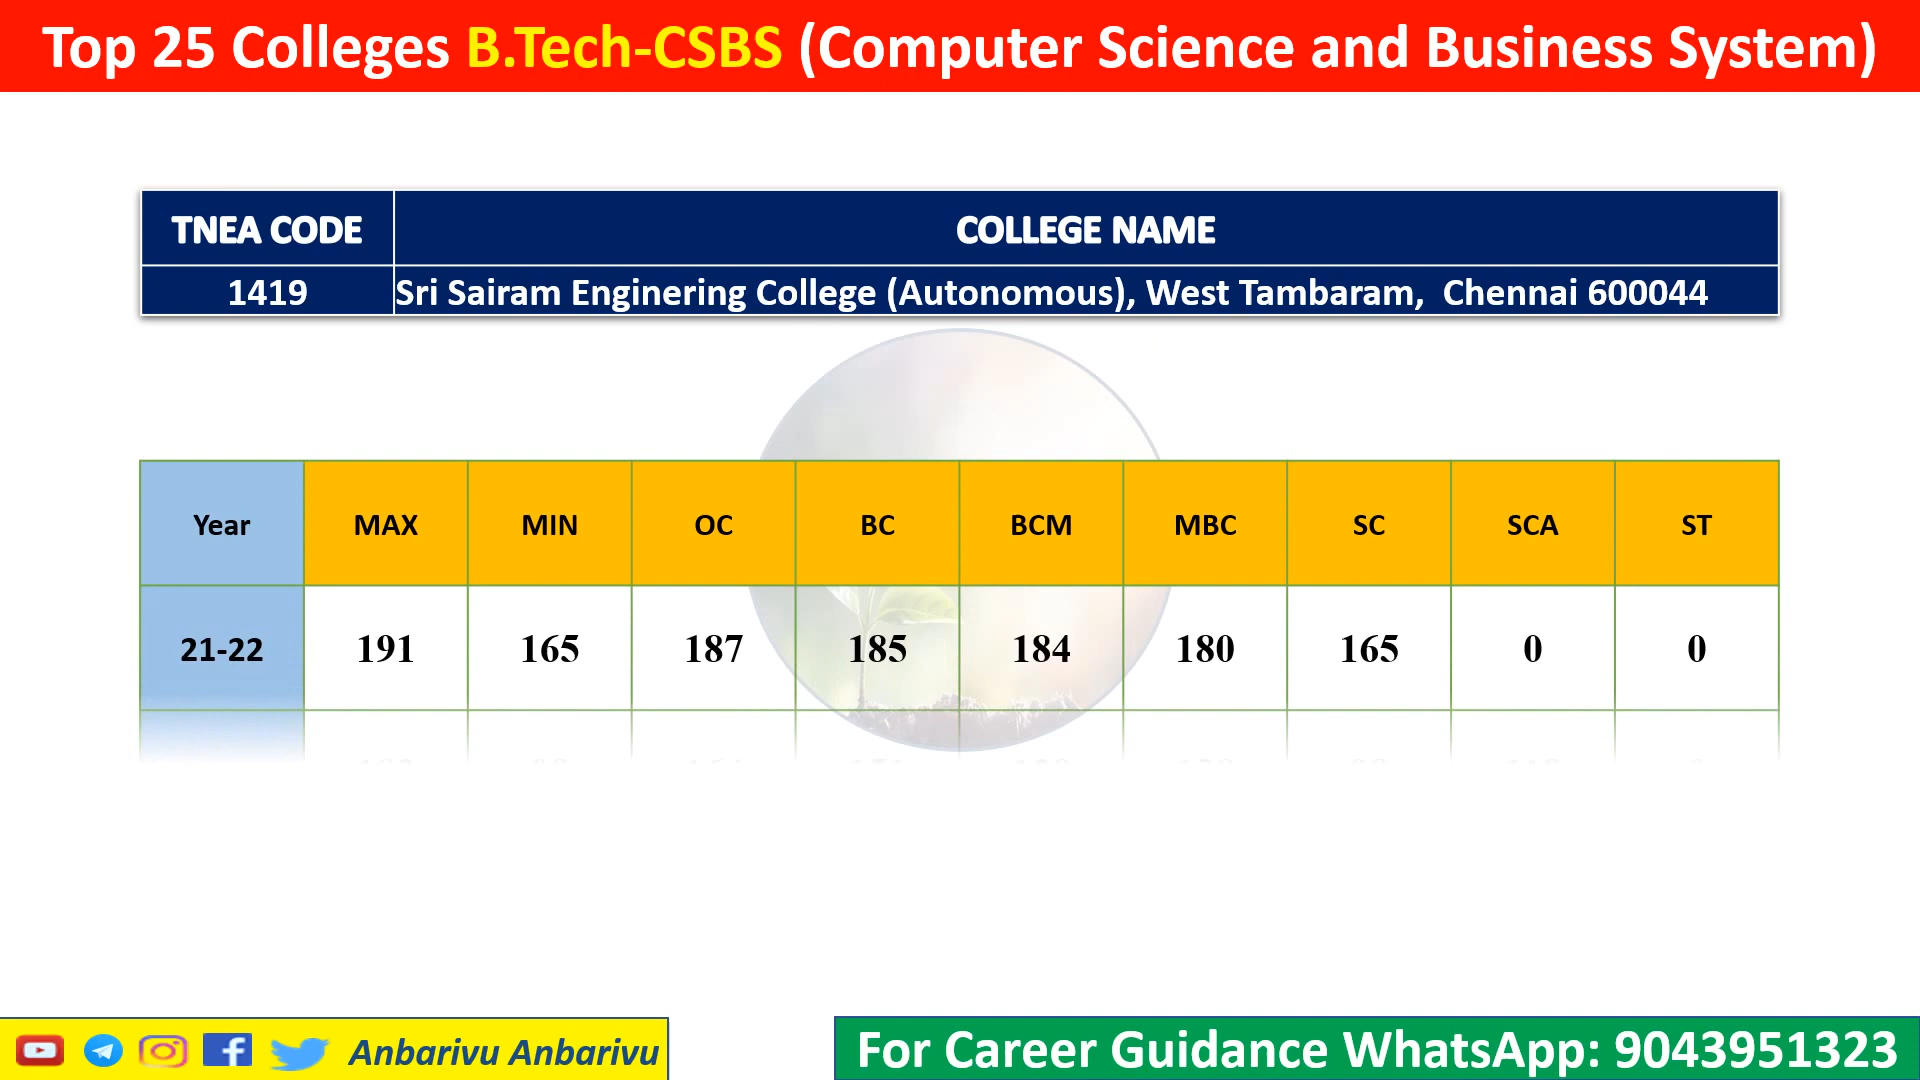 Top 25 Colleges B.Tech-CSBS (Computer Science and Business System)
TNEA CODE COLLEGE NAME
1419 Sri Sairam Enginering College (Autonomous), West Tambaram, Chennai 600044
Year MAX MIN OC BC BCM MBC SC SCA ST
21-22 191 165 187 185 184 180 165 0 0
Anbarivu Anbarivu
For Career Guidance WhatsApp: 9043951323